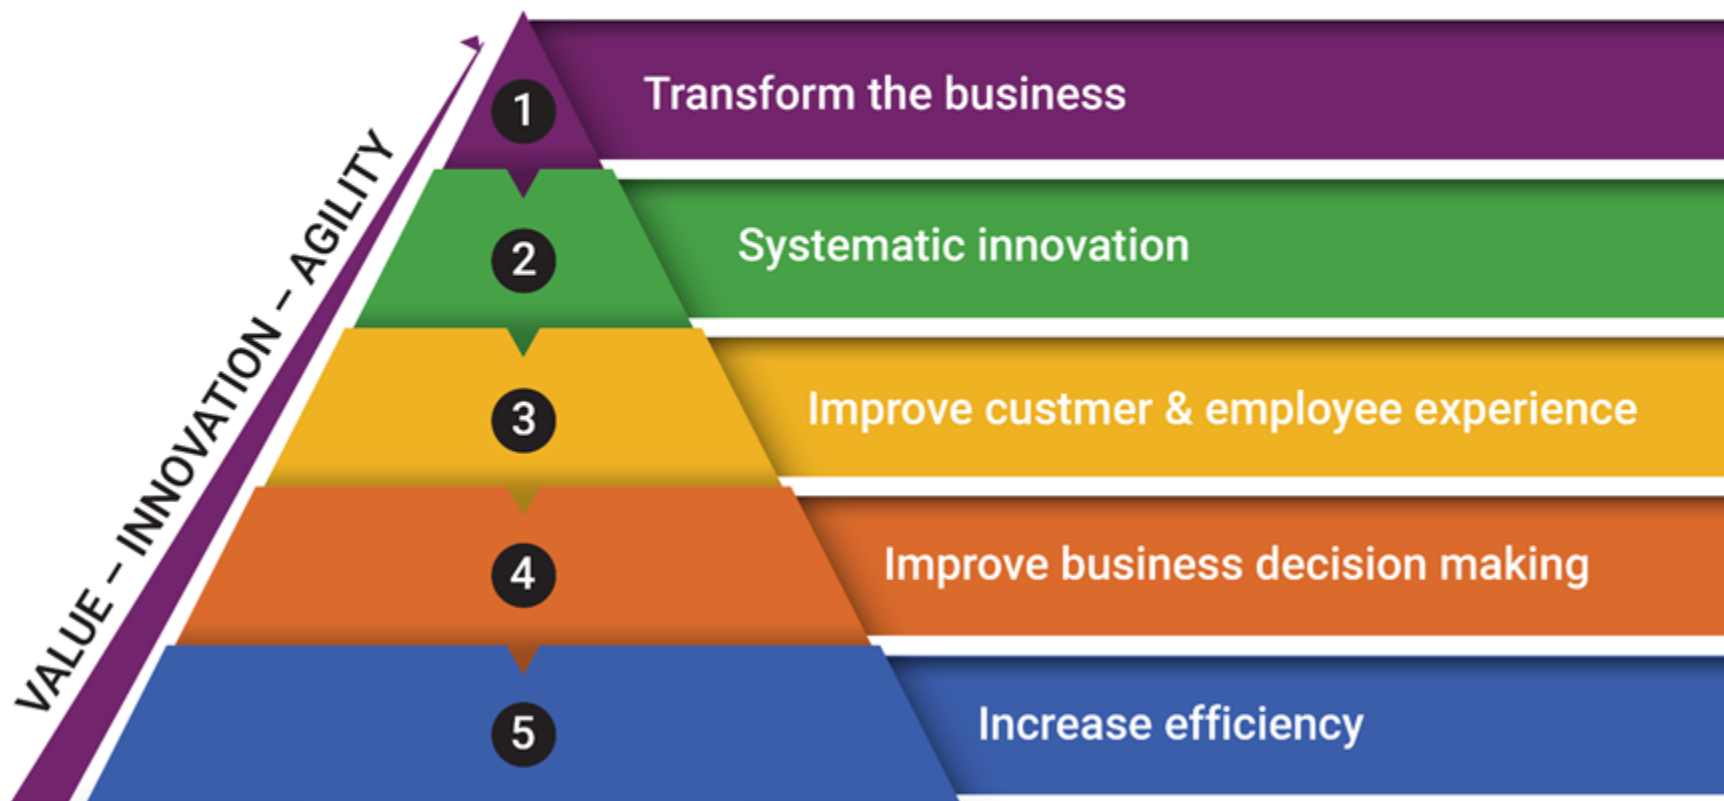 VALUE – INNOVATION – AGILITY
1
Transform the business
2
Systematic innovation
3
Improve custmer & employee experience
4
Improve business decision making
5
Increase efficiency